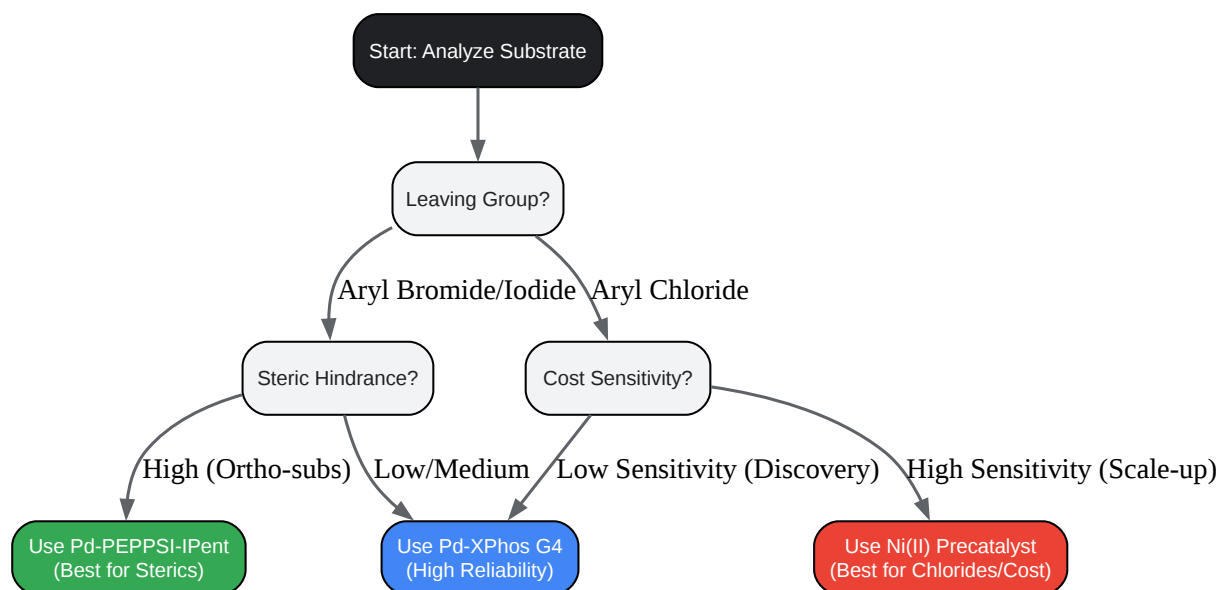 Start: Analyze Substrate
Leaving Group?
Aryl Bromide/Iodide
Aryl Chloride
Steric Hindrance?
Cost Sensitivity?
High (Ortho-subs)
Low/Medium
Low Sensitivity (Discovery)
High Sensitivity (Scale-up)
Use Pd-PEPPSI-IPent
(Best for Sterics)
Use Pd-XPhos G4
(High Reliability)
Use Ni(II) Precatalyst
(Best for Chlorides/Cost)